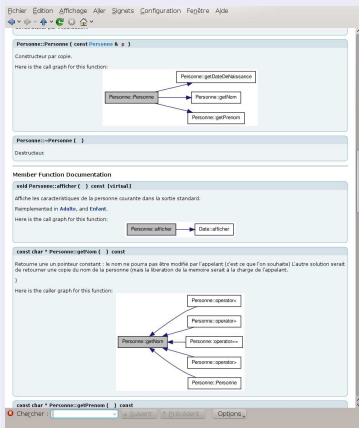 Fichier Édition Affichage Aller Signets Configuration Fenêtre Aide
Personne::Personne ( const Personne & p )
Constructeur par copie.
Here is the call graph for this function:
Personne::Personne
Personne::getDateDeNaissance
Personne::getNom
Personne::getPrenom
Personne::~Personne ( )
Destructeur.
Member Function Documentation
void Personne::afficher ( ) const [virtual]
Affiche les caractéristiques de la personne courante dans la sortie standard.
Reimplemented in Adulte, and Enfant.
Here is the call graph for this function:
Personne::afficher
Date::afficher
const char * Personne::getNom ( ) const
Retourne une un pointeur constant : le nom ne pourra pas être modifié par l'appelant (c'est ce que l'on souhaite) L'autre solution serait
de retourner une copie du nom de la personne (mais la liberation de la memoire serait à la charge de l'appelant.
}
Here is the caller graph for this function:
Personne::getNom
Personne::operator<
Personne::operator=
Personne::operator==
Personne::operator>
Personne::Personne
const char * Personne::getPrenom ( ) const
Chercher :
Suivant
Précédent
Options